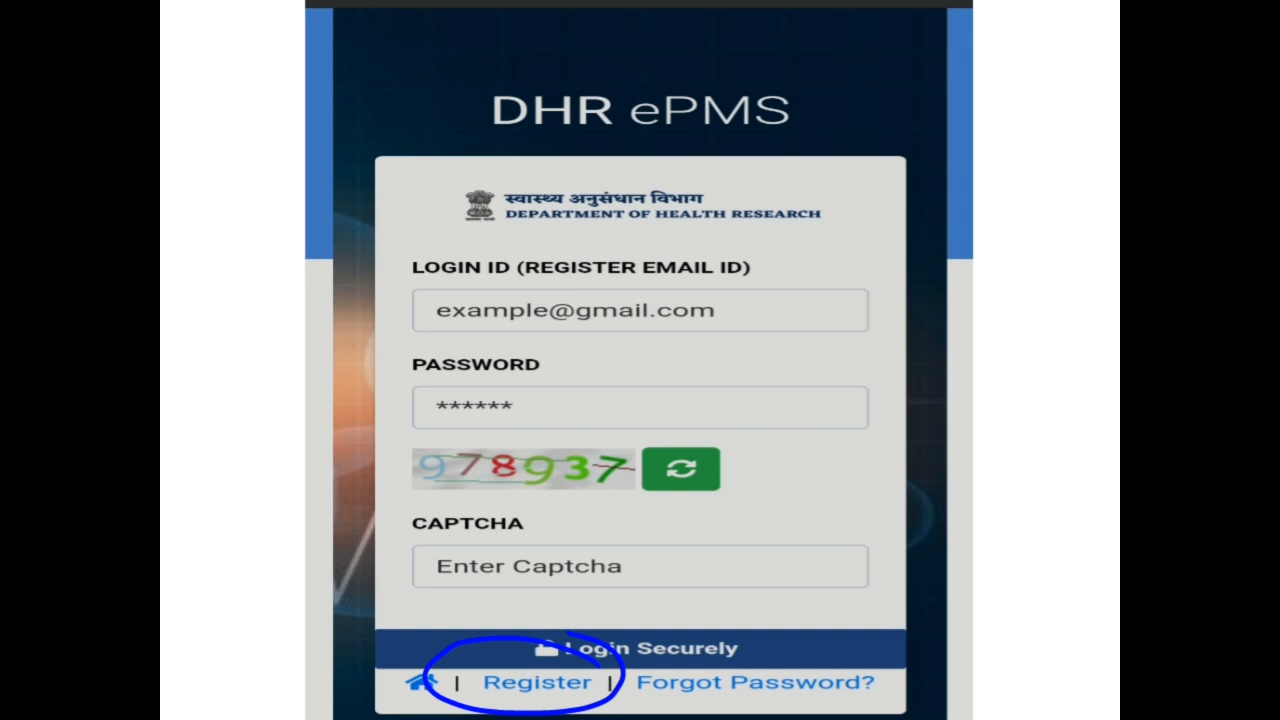 DHR ePMS
स्वास्थ्य अनुसंधान विभाग
DEPARTMENT OF HEALTH RESEARCH
LOGIN ID (REGISTER EMAIL ID)
example@gmail.com
PASSWORD
******
978937
CAPTCHA
Enter Captcha
Login Securely
| Register | Forgot Password?